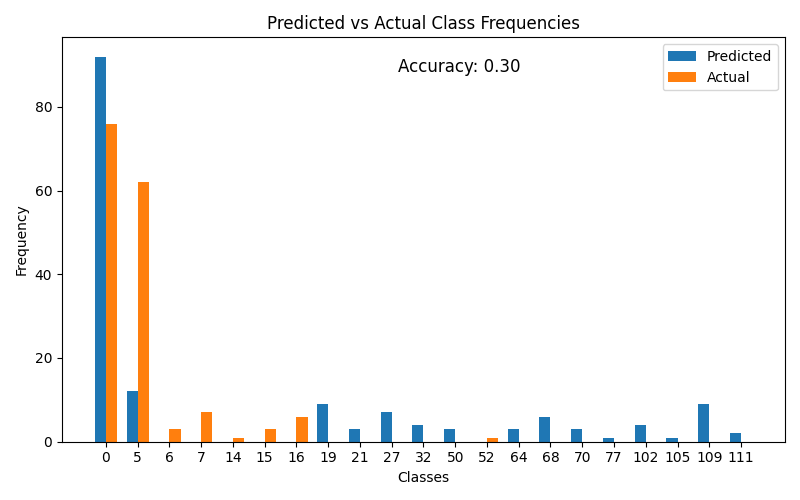 Predicted vs Actual Class Frequencies
Accuracy: 0.30
Predicted
Actual
Frequency
80
60
40
20
0
0 5 6 7 14 15 16 19 21 27 32 50 52 64 68 70 77 102 105 109 111
Classes